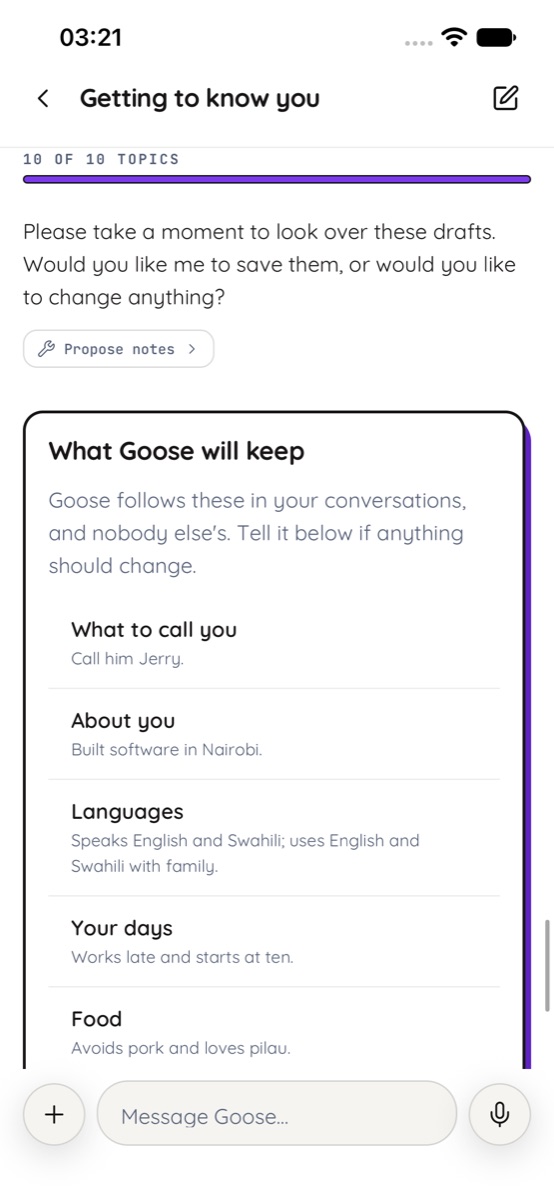 03:21
Getting to know you
10 OF 10 TOPICS
Please take a moment to look over these drafts.
Would you like me to save them, or would you like
to change anything?
Propose notes
What Goose will keep
Goose follows these in your conversations,
and nobody else's. Tell it below if anything
should change.
What to call you
Call him Jerry.
About you
Built software in Nairobi.
Languages
Speaks English and Swahili; uses English and
Swahili with family.
Your days
Works late and starts at ten.
Food
Avoids pork and loves pilau.
Message Goose...